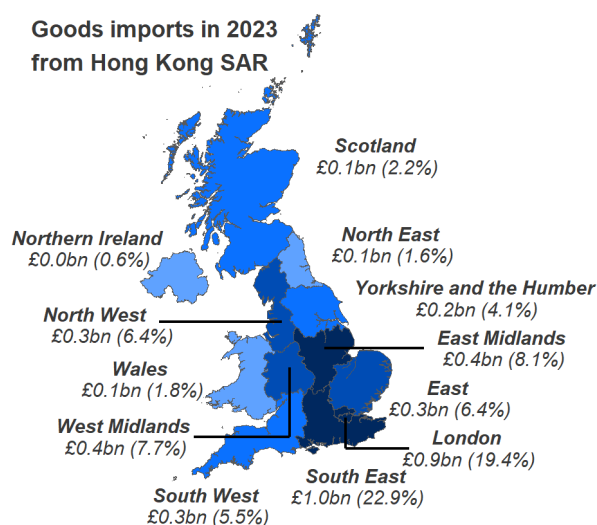 Goods imports in 2023
from Hong Kong SAR
Scotland
£0.1bn (2.2%)
Northern Ireland
£0.0bn (0.6%)
North East
£0.1bn (1.6%)
Yorkshire and the Humber
£0.2bn (4.1%)
North West
£0.3bn (6.4%)
East Midlands
£0.4bn (8.1%)
Wales
£0.1bn (1.8%)
East
£0.3bn (6.4%)
West Midlands
£0.4bn (7.7%)
London
£0.9bn (19.4%)
South East
£1.0bn (22.9%)
South West
£0.3bn (5.5%)